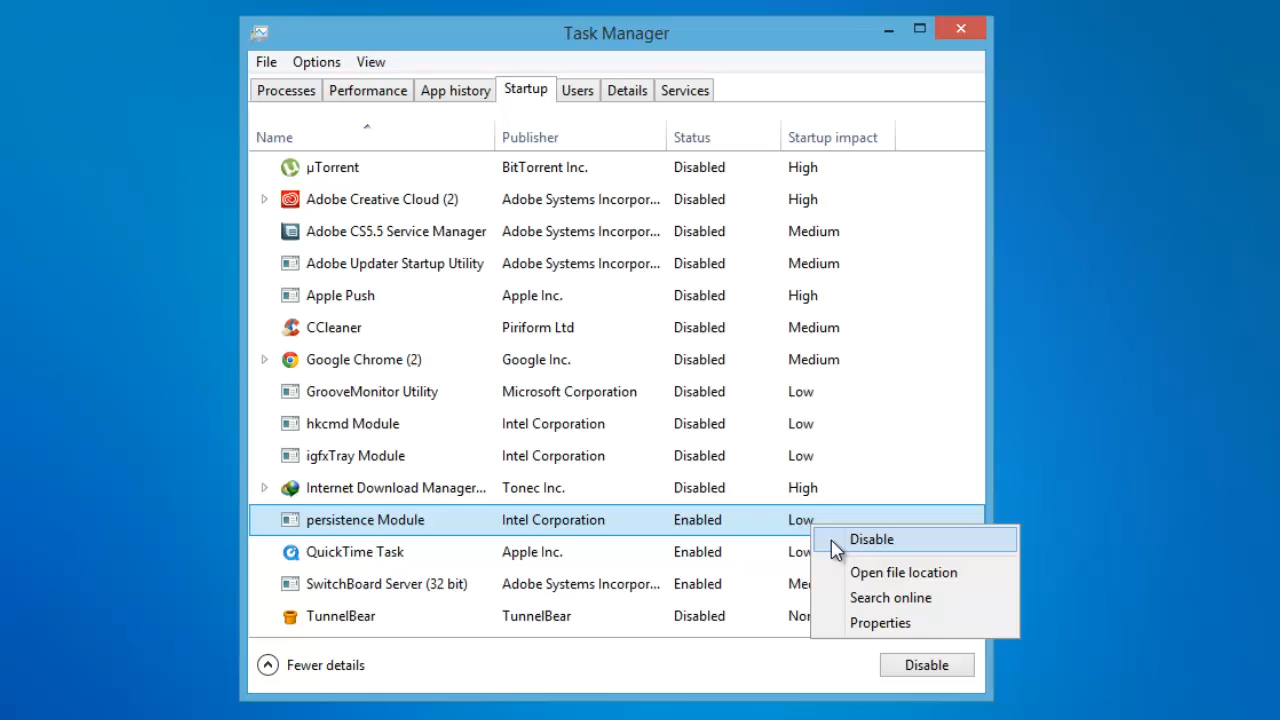 Task Manager
File Options View
Processes Performance App history Startup Users Details Services
Name Publisher Status Startup impact
µTorrent BitTorrent Inc. Disabled High
Adobe Creative Cloud (2) Adobe Systems Incorpor... Disabled High
Adobe CS5.5 Service Manager Adobe Systems Incorpor... Disabled Medium
Adobe Updater Startup Utility Adobe Systems Incorpor... Disabled Medium
Apple Push Apple Inc. Disabled High
CCleaner Piriform Ltd Disabled Medium
Google Chrome (2) Google Inc. Disabled Medium
GrooveMonitor Utility Microsoft Corporation Disabled Low
hkcmd Module Intel Corporation Disabled Low
igfxTray Module Intel Corporation Disabled Low
Internet Download Manager... Tonec Inc. Disabled High
persistence Module Intel Corporation Enabled Low
Disable
QuickTime Task Apple Inc. Enabled
Open file location
SwitchBoard Server (32 bit) Adobe Systems Incorpor... Enabled
Search online
TunnelBear TunnelBear Disabled
Properties
Fewer details Disable